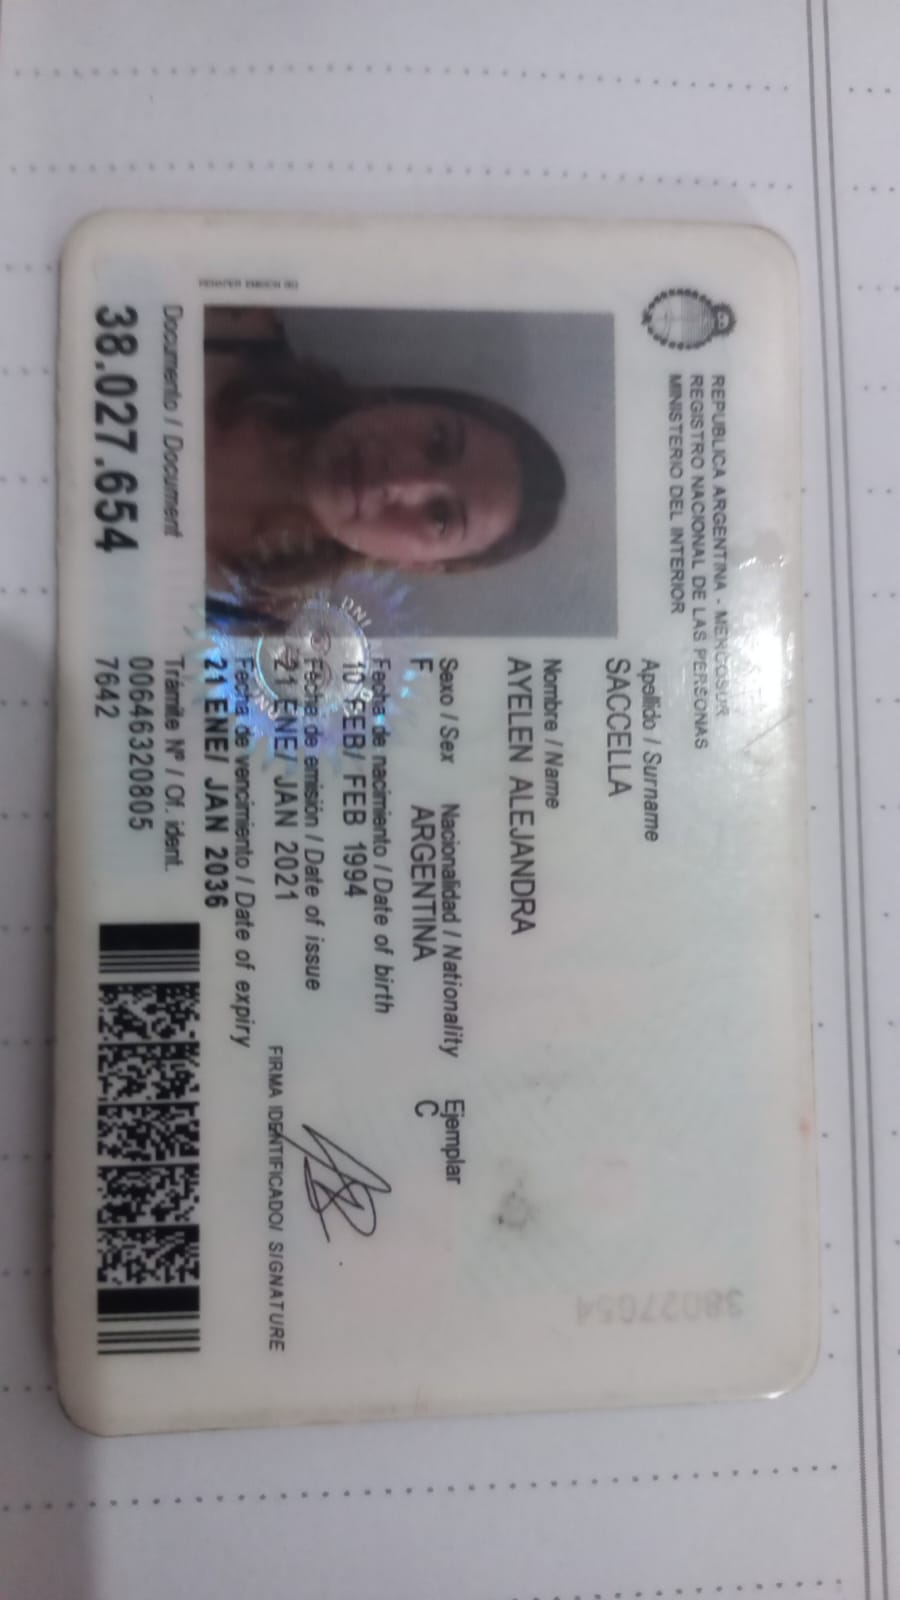 REPUBLICA ARGENTINA - MERCOSUR
REGISTRO NACIONAL DE LAS PERSONAS
MINISTERIO DEL INTERIOR
Apellido / Surname
SACCELLA
Nombre / Name
AYELEN ALEJANDRA
Sexo / Sex Nacionalidad / Nationality Ejemplar
F ARGENTINA C
Fecha de nacimiento / Date of birth
10 FEB/ FEB 1994
Fecha de emisión / Date of issue
21 ENE/ JAN 2021
Fecha de vencimiento / Date of expiry
21 ENE/ JAN 2036
FIRMA IDENTIFICADO/ SIGNATURE
Documento / Document
38.027.654
Trámite Nº / Of. ident.
00646320805
7642
DNI
38027654